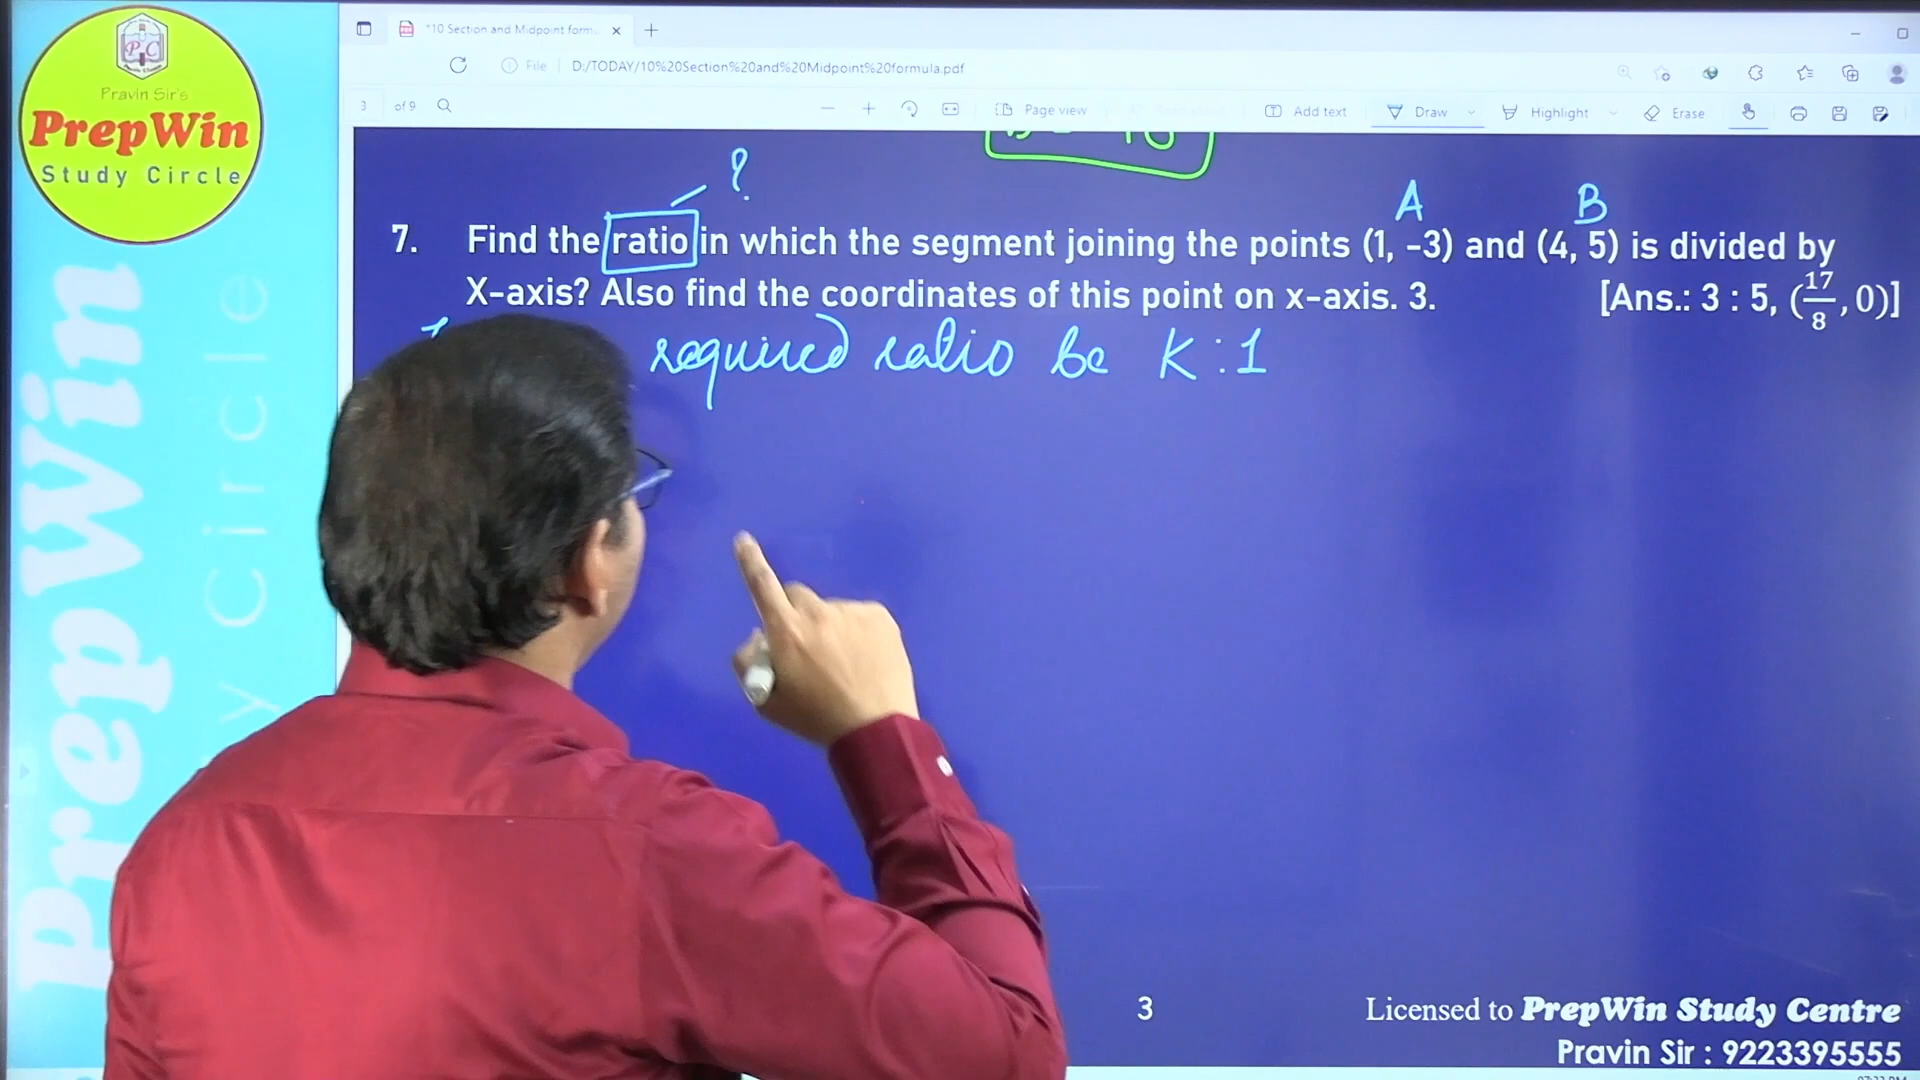 P C
Pravin Sir's
PrepWin
Study Circle
PrepWin
y Circle
*10 Section and Midpoint form
File
D:/TODAY/10%20Section%20and%20Midpoint%20formula.pdf
3 of 9
Page view
Add text
Draw
Highlight
Erase
?
A B
7. Find the ratio in which the segment joining the points (1, -3) and (4, 5) is divided by
X-axis? Also find the coordinates of this point on x-axis. 3. [Ans.: 3 : 5, (17/8, 0)]
required ratio be K : 1
3
Licensed to PrepWin Study Centre
Pravin Sir : 9223395555